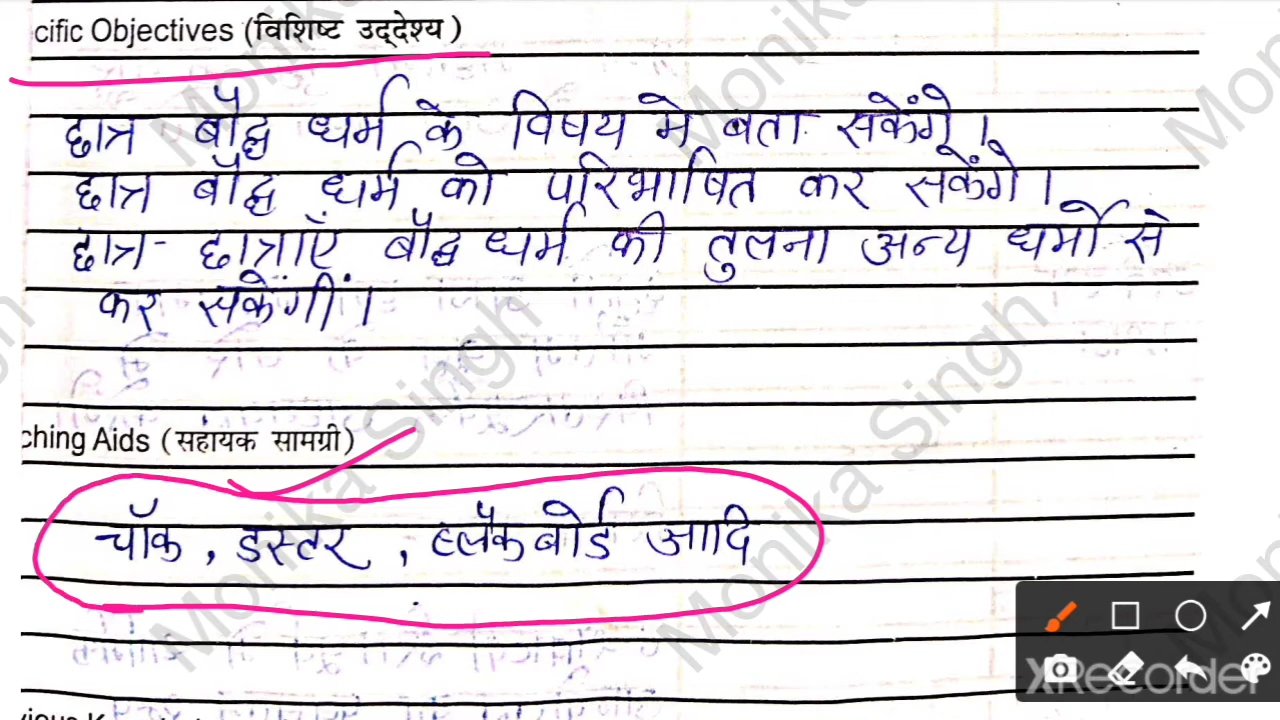 cific Objectives (विशिष्ट उद्देश्य)
छात्र बौद्ध धर्म के विषय मे बता सकेंगे।
छात्र बौद्ध धर्म को परिभाषित कर सकेंगे।
छात्र-छात्राएँ बौद्ध धर्म की तुलना अन्य धर्मो से
कर सकेंगीं।
ching Aids (सहायक सामग्री)
चॉक, डस्टर, ब्लैकबोर्ड आदि
Monika Singh
XRecorder